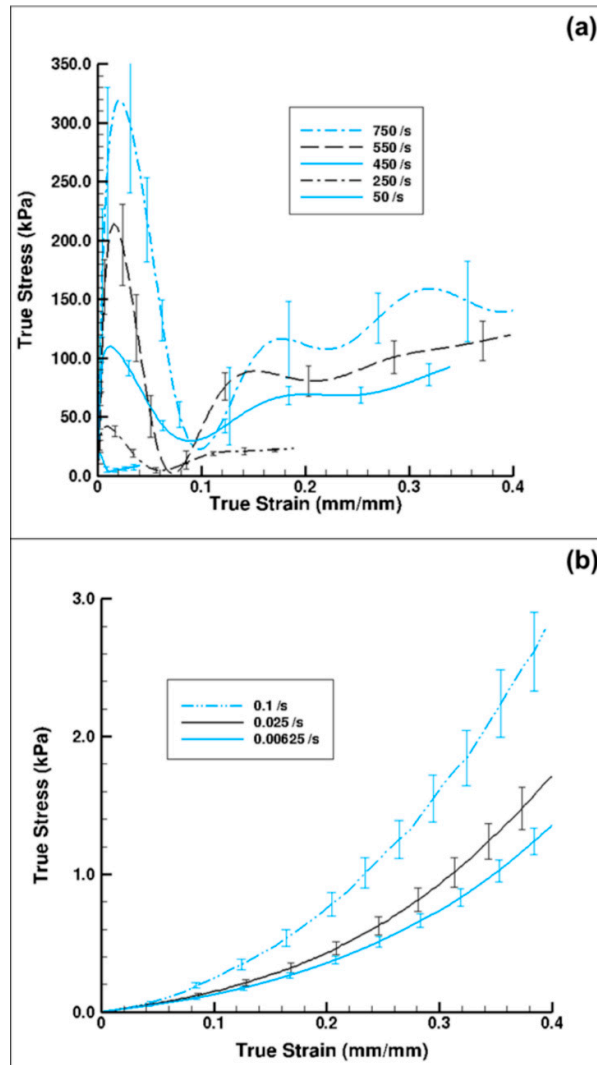 (a)
350.0
300.0
250.0
200.0
150.0
100.0
50.0
0.0
True Stress (kPa)
750 /s
550 /s
450 /s
250 /s
50 /s
0
0.1
0.2
0.3
0.4
True Strain (mm/mm)
(b)
3.0
2.0
1.0
0.0
True Stress (kPa)
0.1 /s
0.025 /s
0.00625 /s
0
0.1
0.2
0.3
0.4
True Strain (mm/mm)